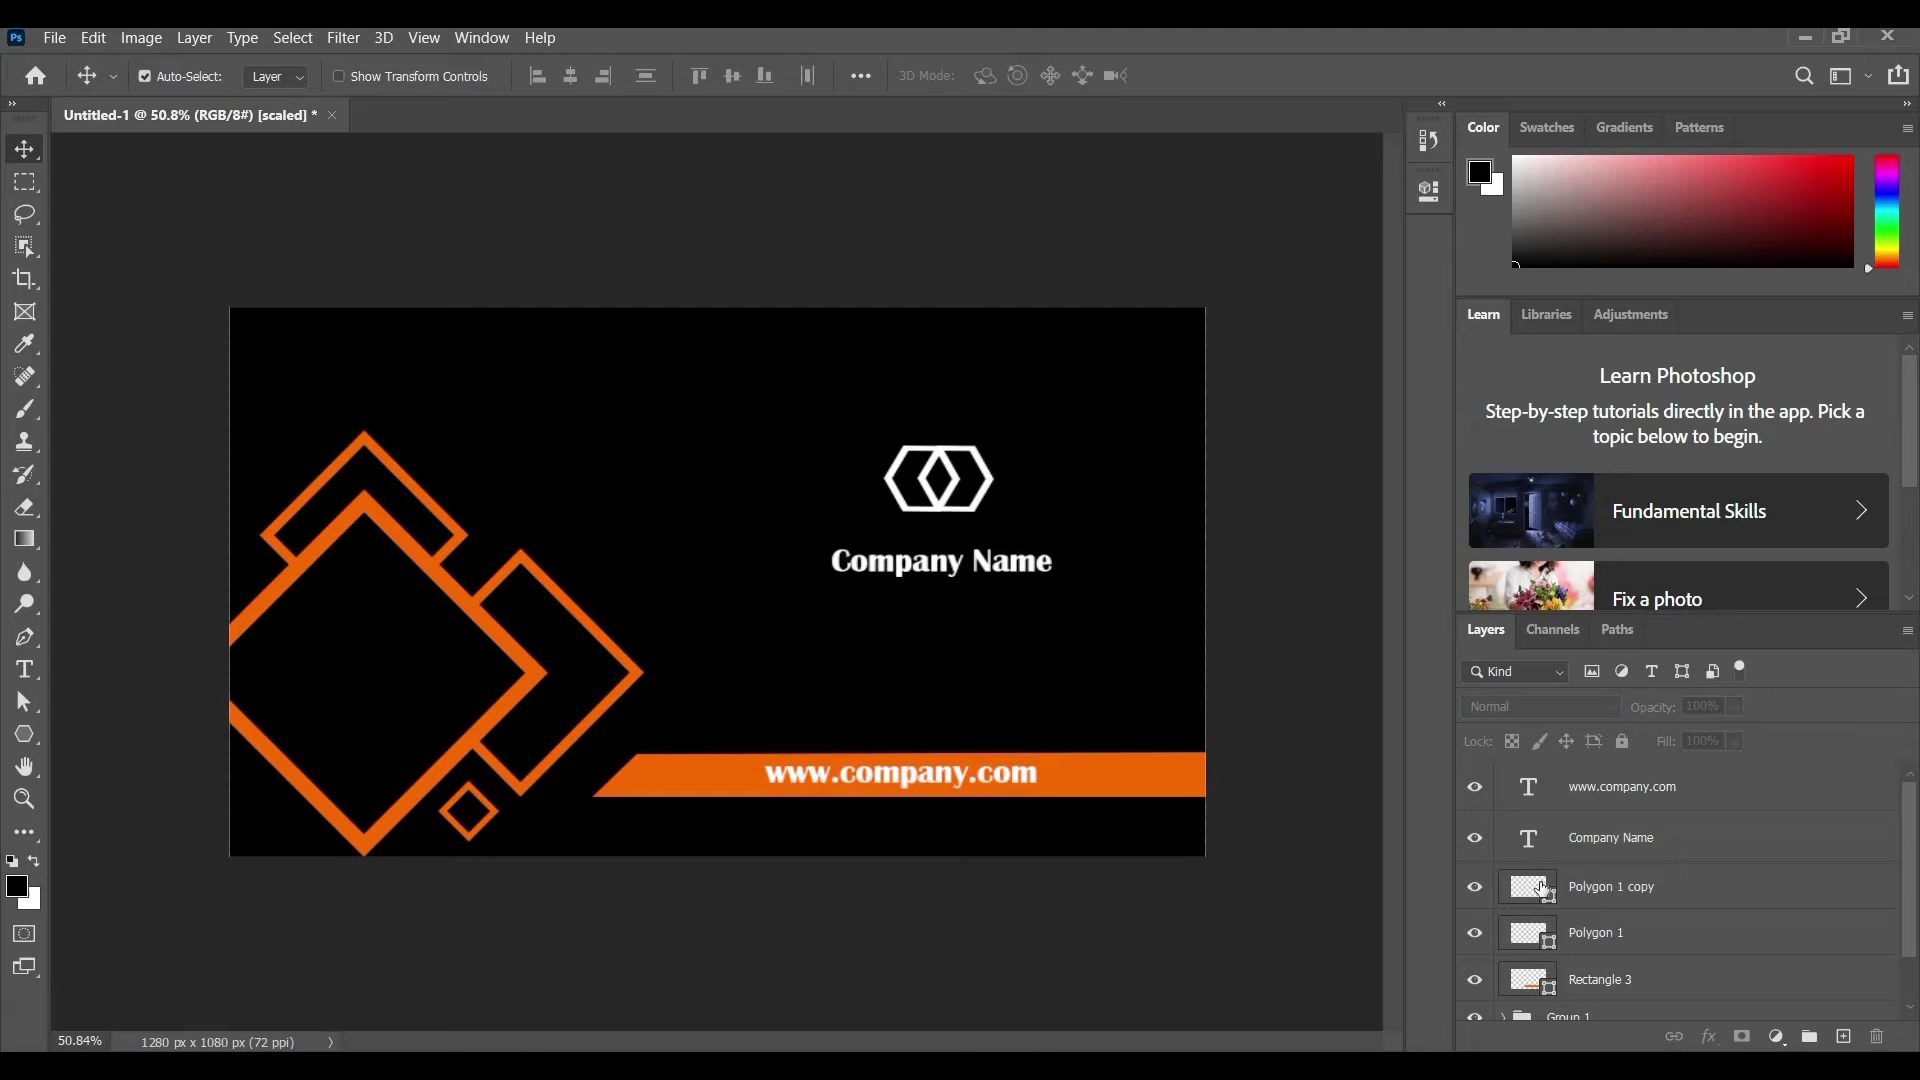 Ps File Edit Image Layer Type Select Filter 3D View Window Help
Auto-Select: Layer Show Transform Controls 3D Mode:
Untitled-1 @ 50.8% (RGB/8#) [scaled] *
Color Swatches Gradients Patterns
Learn Libraries Adjustments
Learn Photoshop
Step-by-step tutorials directly in the app. Pick a
topic below to begin.
Fundamental Skills
Fix a photo
Company Name
www.company.com
Layers Channels Paths
Kind
Normal Opacity: 100%
Lock: Fill: 100%
www.company.com
Company Name
Polygon 1 copy
Polygon 1
Rectangle 3
Group 1
50.84% 1280 px x 1080 px (72 ppi)